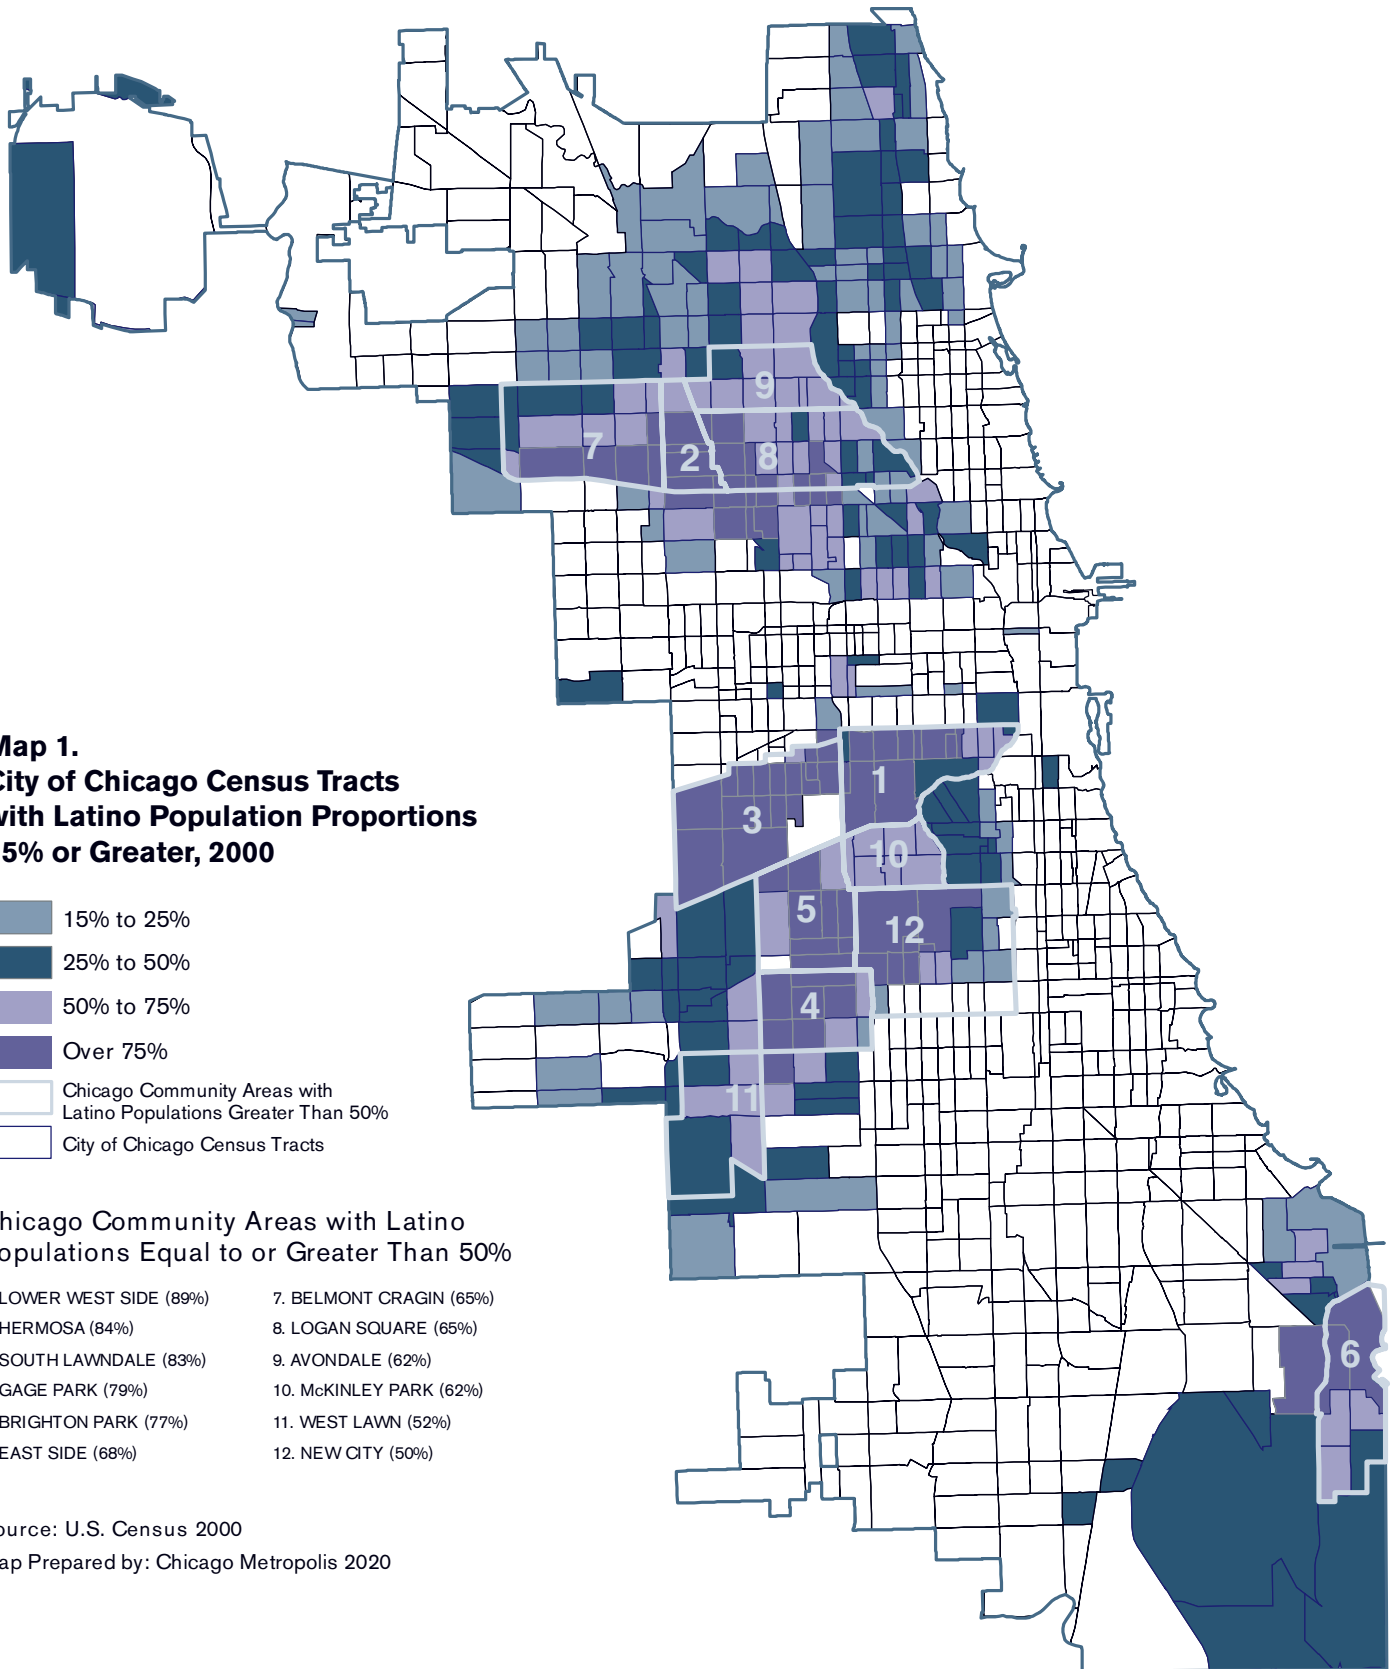 Map 1.
City of Chicago Census Tracts
with Latino Population Proportions
5% or Greater, 2000
15% to 25%
25% to 50%
50% to 75%
Over 75%
Chicago Community Areas with
Latino Populations Greater Than 50%
City of Chicago Census Tracts
hicago Community Areas with Latino
opulations Equal to or Greater Than 50%
LOWER WEST SIDE (89%)
HERMOSA (84%)
SOUTH LAWNDALE (83%)
GAGE PARK (79%)
BRIGHTON PARK (77%)
EAST SIDE (68%)
7. BELMONT CRAGIN (65%)
8. LOGAN SQUARE (65%)
9. AVONDALE (62%)
10. McKINLEY PARK (62%)
11. WEST LAWN (52%)
12. NEW CITY (50%)
ource: U.S. Census 2000
ap Prepared by: Chicago Metropolis 2020
9
7
2
8
1
3
10
5
12
4
11
6